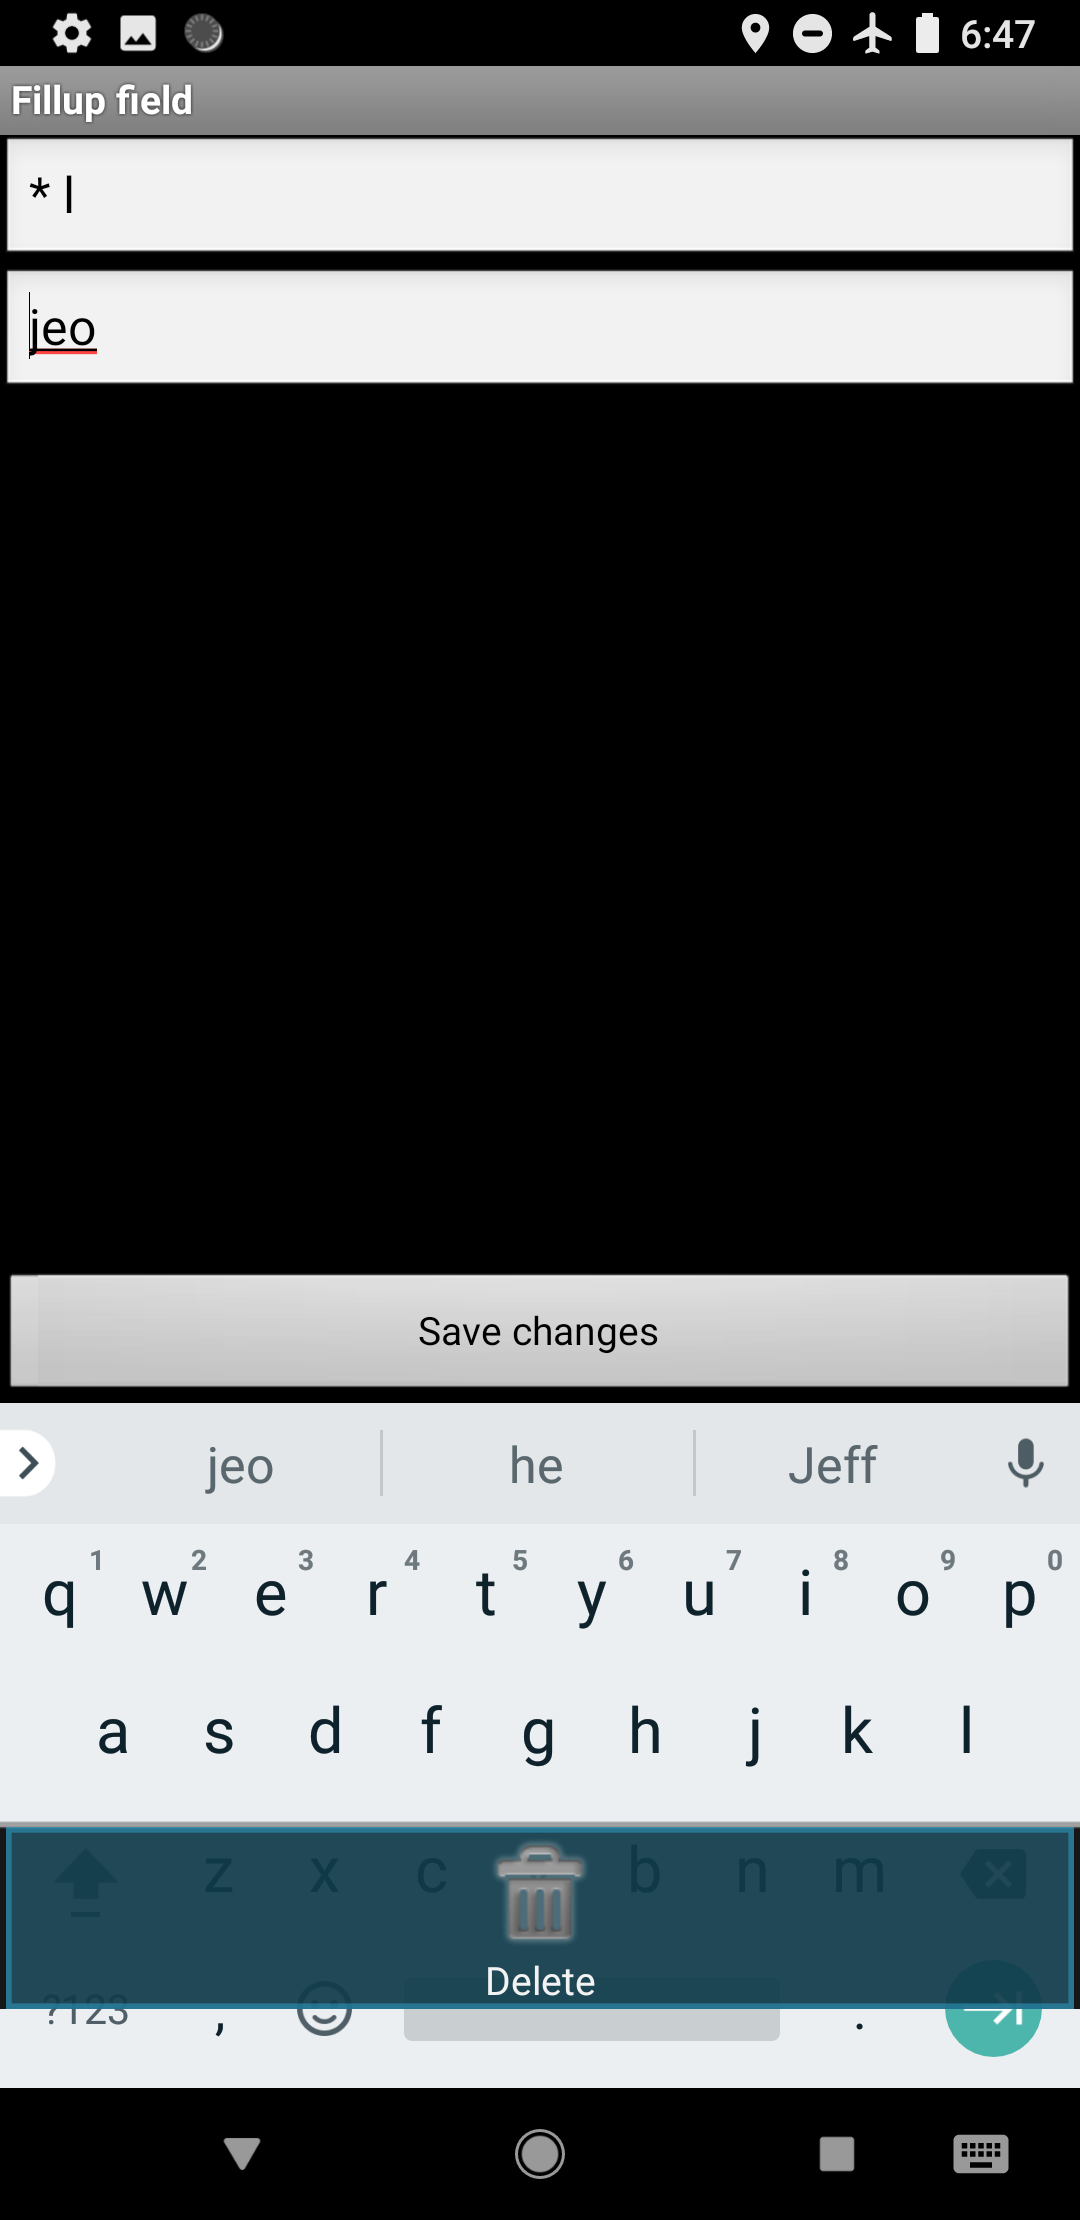 6:47
Fillup field
* |
jeo
Save changes
jeo he Jeff
1 2 3 4 5 6 7 8 9 0
q w e r t y u i o p
a s d f g h j k l
z x c b n m
Delete
?123 , .